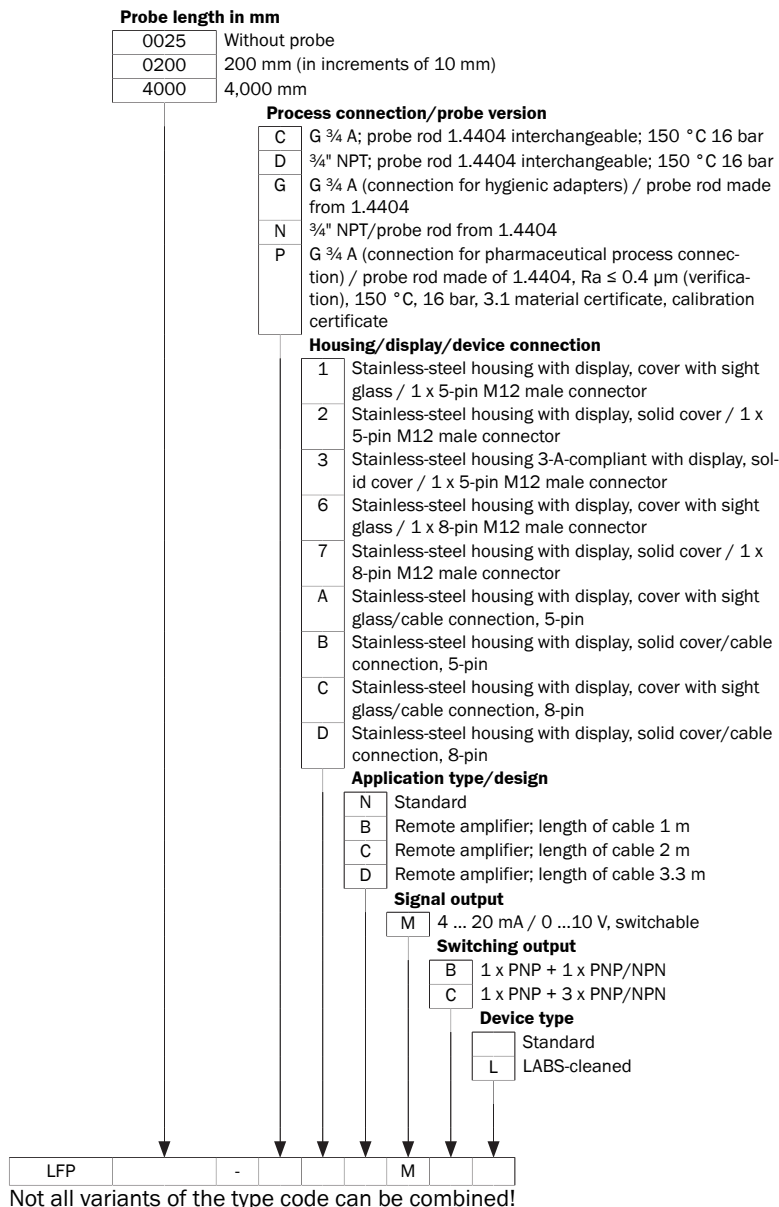 Probe length in mm
0025 Without probe
0200 200 mm (in increments of 10 mm)
4000 4,000 mm
Process connection/probe version
C G ¾ A; probe rod 1.4404 interchangeable; 150 °C 16 bar
D ¾" NPT; probe rod 1.4404 interchangeable; 150 °C 16 bar
G G ¾ A (connection for hygienic adapters) / probe rod made
from 1.4404
N ¾" NPT/probe rod from 1.4404
P G ¾ A (connection for pharmaceutical process connec-
tion) / probe rod made of 1.4404, Ra ≤ 0.4 µm (verifica-
tion), 150 °C, 16 bar, 3.1 material certificate, calibration
certificate
Housing/display/device connection
1 Stainless-steel housing with display, cover with sight
glass / 1 x 5-pin M12 male connector
2 Stainless-steel housing with display, solid cover / 1 x
5-pin M12 male connector
3 Stainless-steel housing 3-A-compliant with display, sol-
id cover / 1 x 5-pin M12 male connector
6 Stainless-steel housing with display, cover with sight
glass / 1 x 8-pin M12 male connector
7 Stainless-steel housing with display, solid cover / 1 x
8-pin M12 male connector
A Stainless-steel housing with display, cover with sight
glass/cable connection, 5-pin
B Stainless-steel housing with display, solid cover/cable
connection, 5-pin
C Stainless-steel housing with display, cover with sight
glass/cable connection, 8-pin
D Stainless-steel housing with display, solid cover/cable
connection, 8-pin
Application type/design
N Standard
B Remote amplifier; length of cable 1 m
C Remote amplifier; length of cable 2 m
D Remote amplifier; length of cable 3.3 m
Signal output
M 4 ... 20 mA / 0 ...10 V, switchable
Switching output
B 1 x PNP + 1 x PNP/NPN
C 1 x PNP + 3 x PNP/NPN
Device type
Standard
L LABS-cleaned
LFP - M
Not all variants of the type code can be combined!